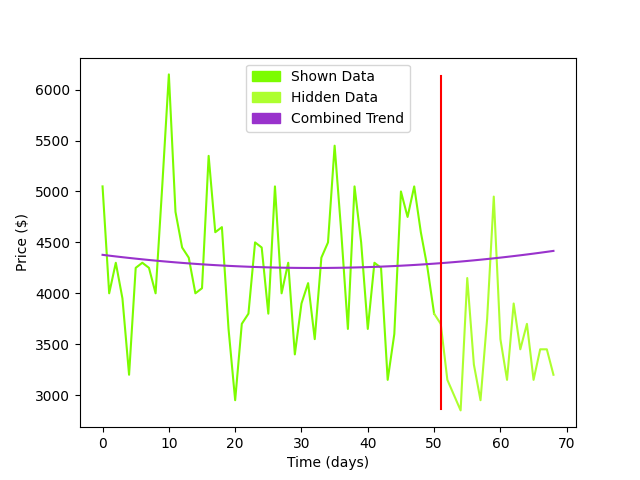 Shown Data
Hidden Data
Combined Trend
6000
5500
5000
4500
4000
3500
3000
Price ($)
0 10 20 30 40 50 60 70
Time (days)